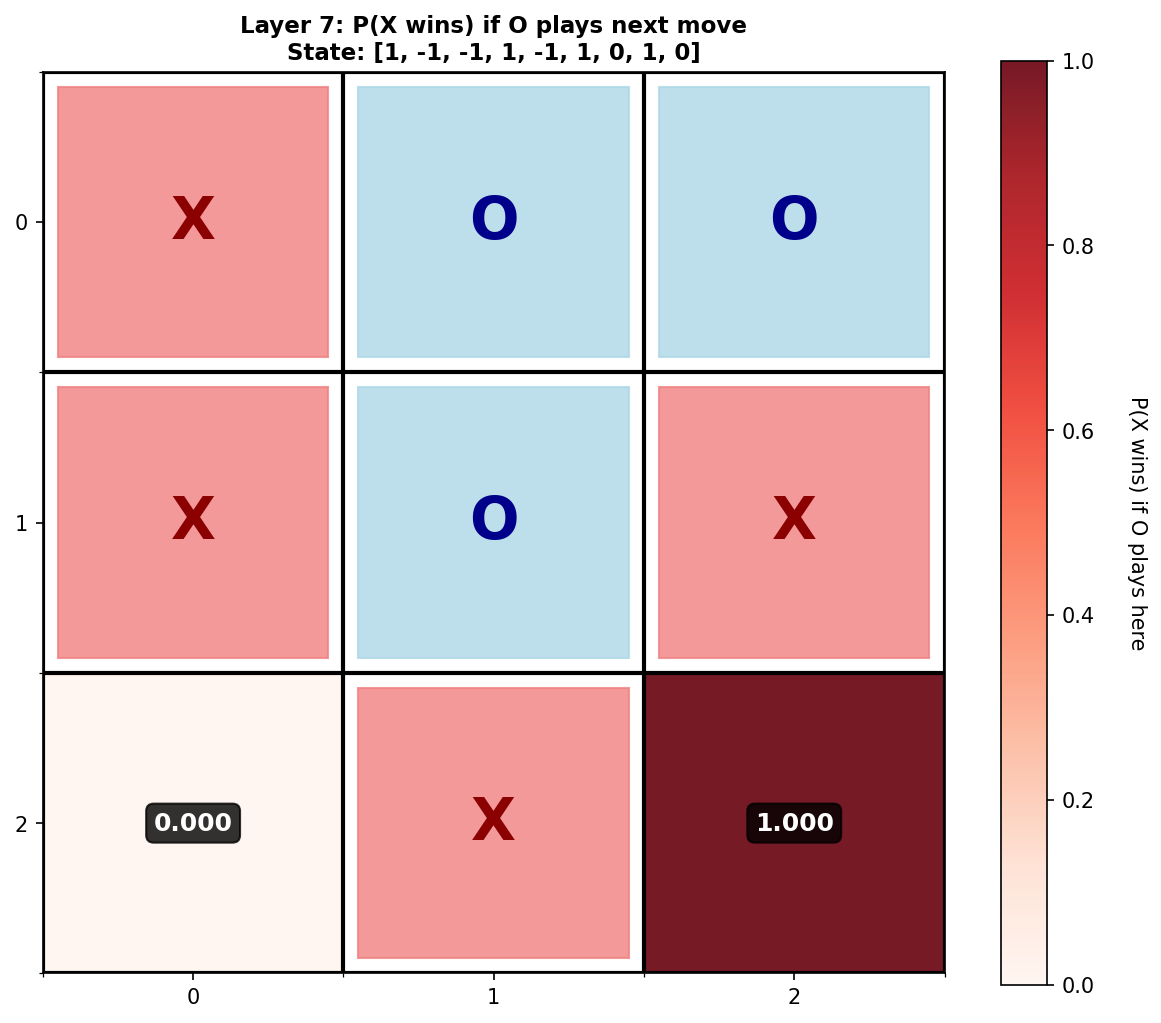 Layer 7: P(X wins) if O plays next move
State: [1, -1, -1, 1, -1, 1, 0, 1, 0]
X
O
O
X
O
X
0.000
X
1.000
0
1
2
0
1
2
1.0
0.8
0.6
0.4
0.2
0.0
P(X wins) if O plays here